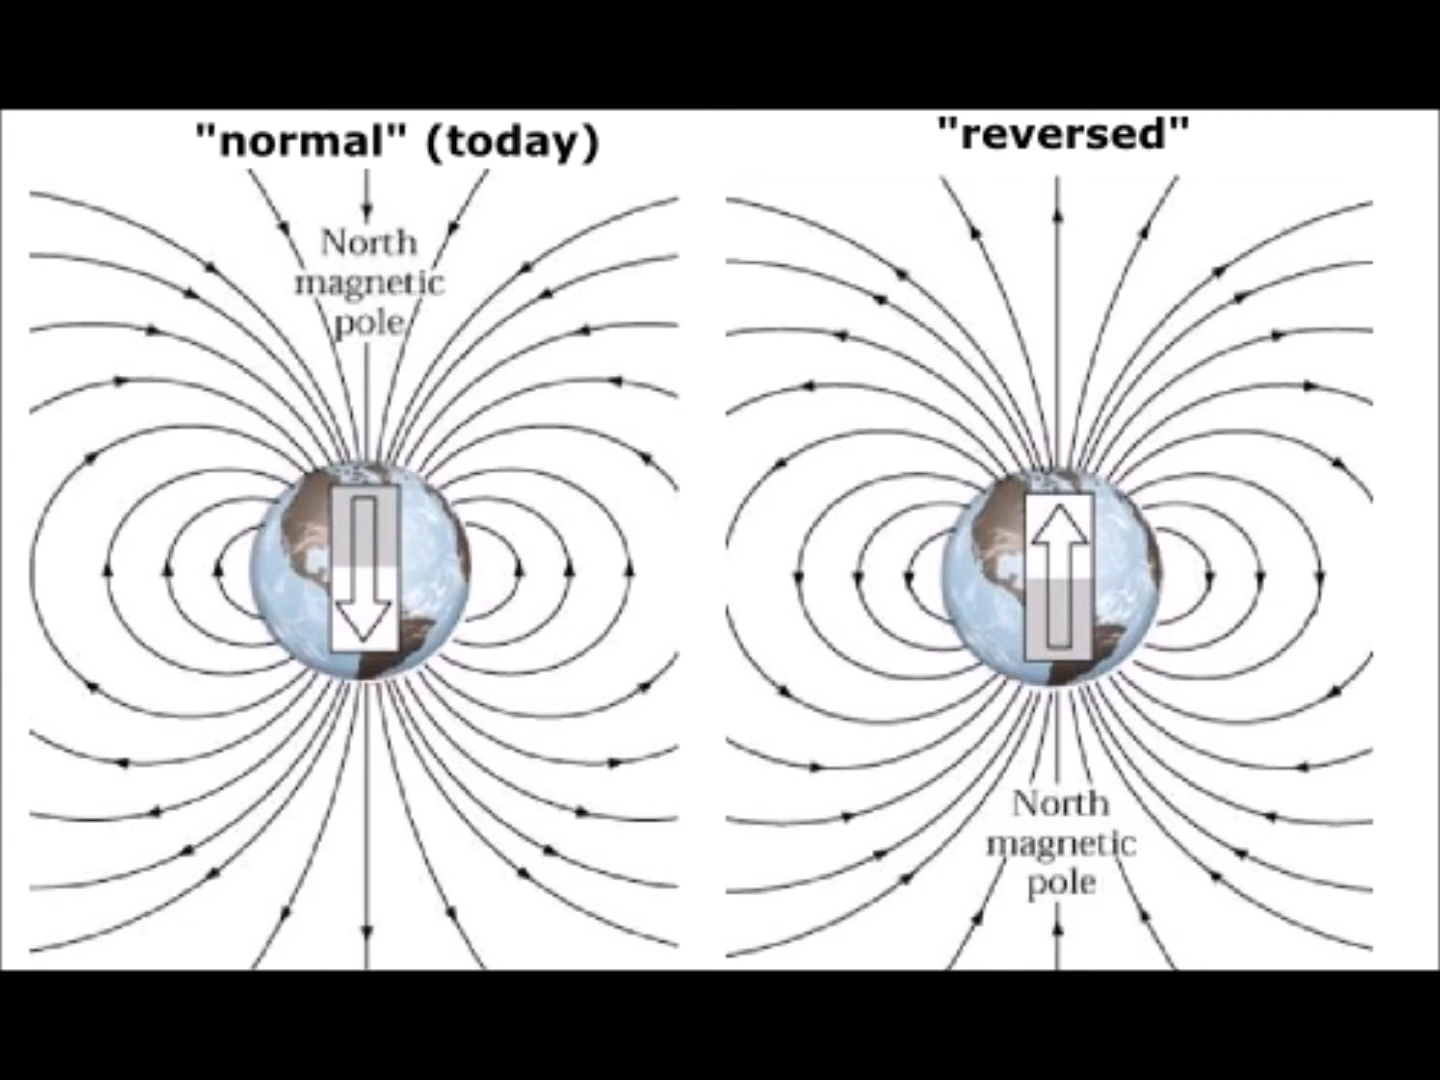 "normal" (today)
North
magnetic
pole
"reversed"
North
magnetic
pole